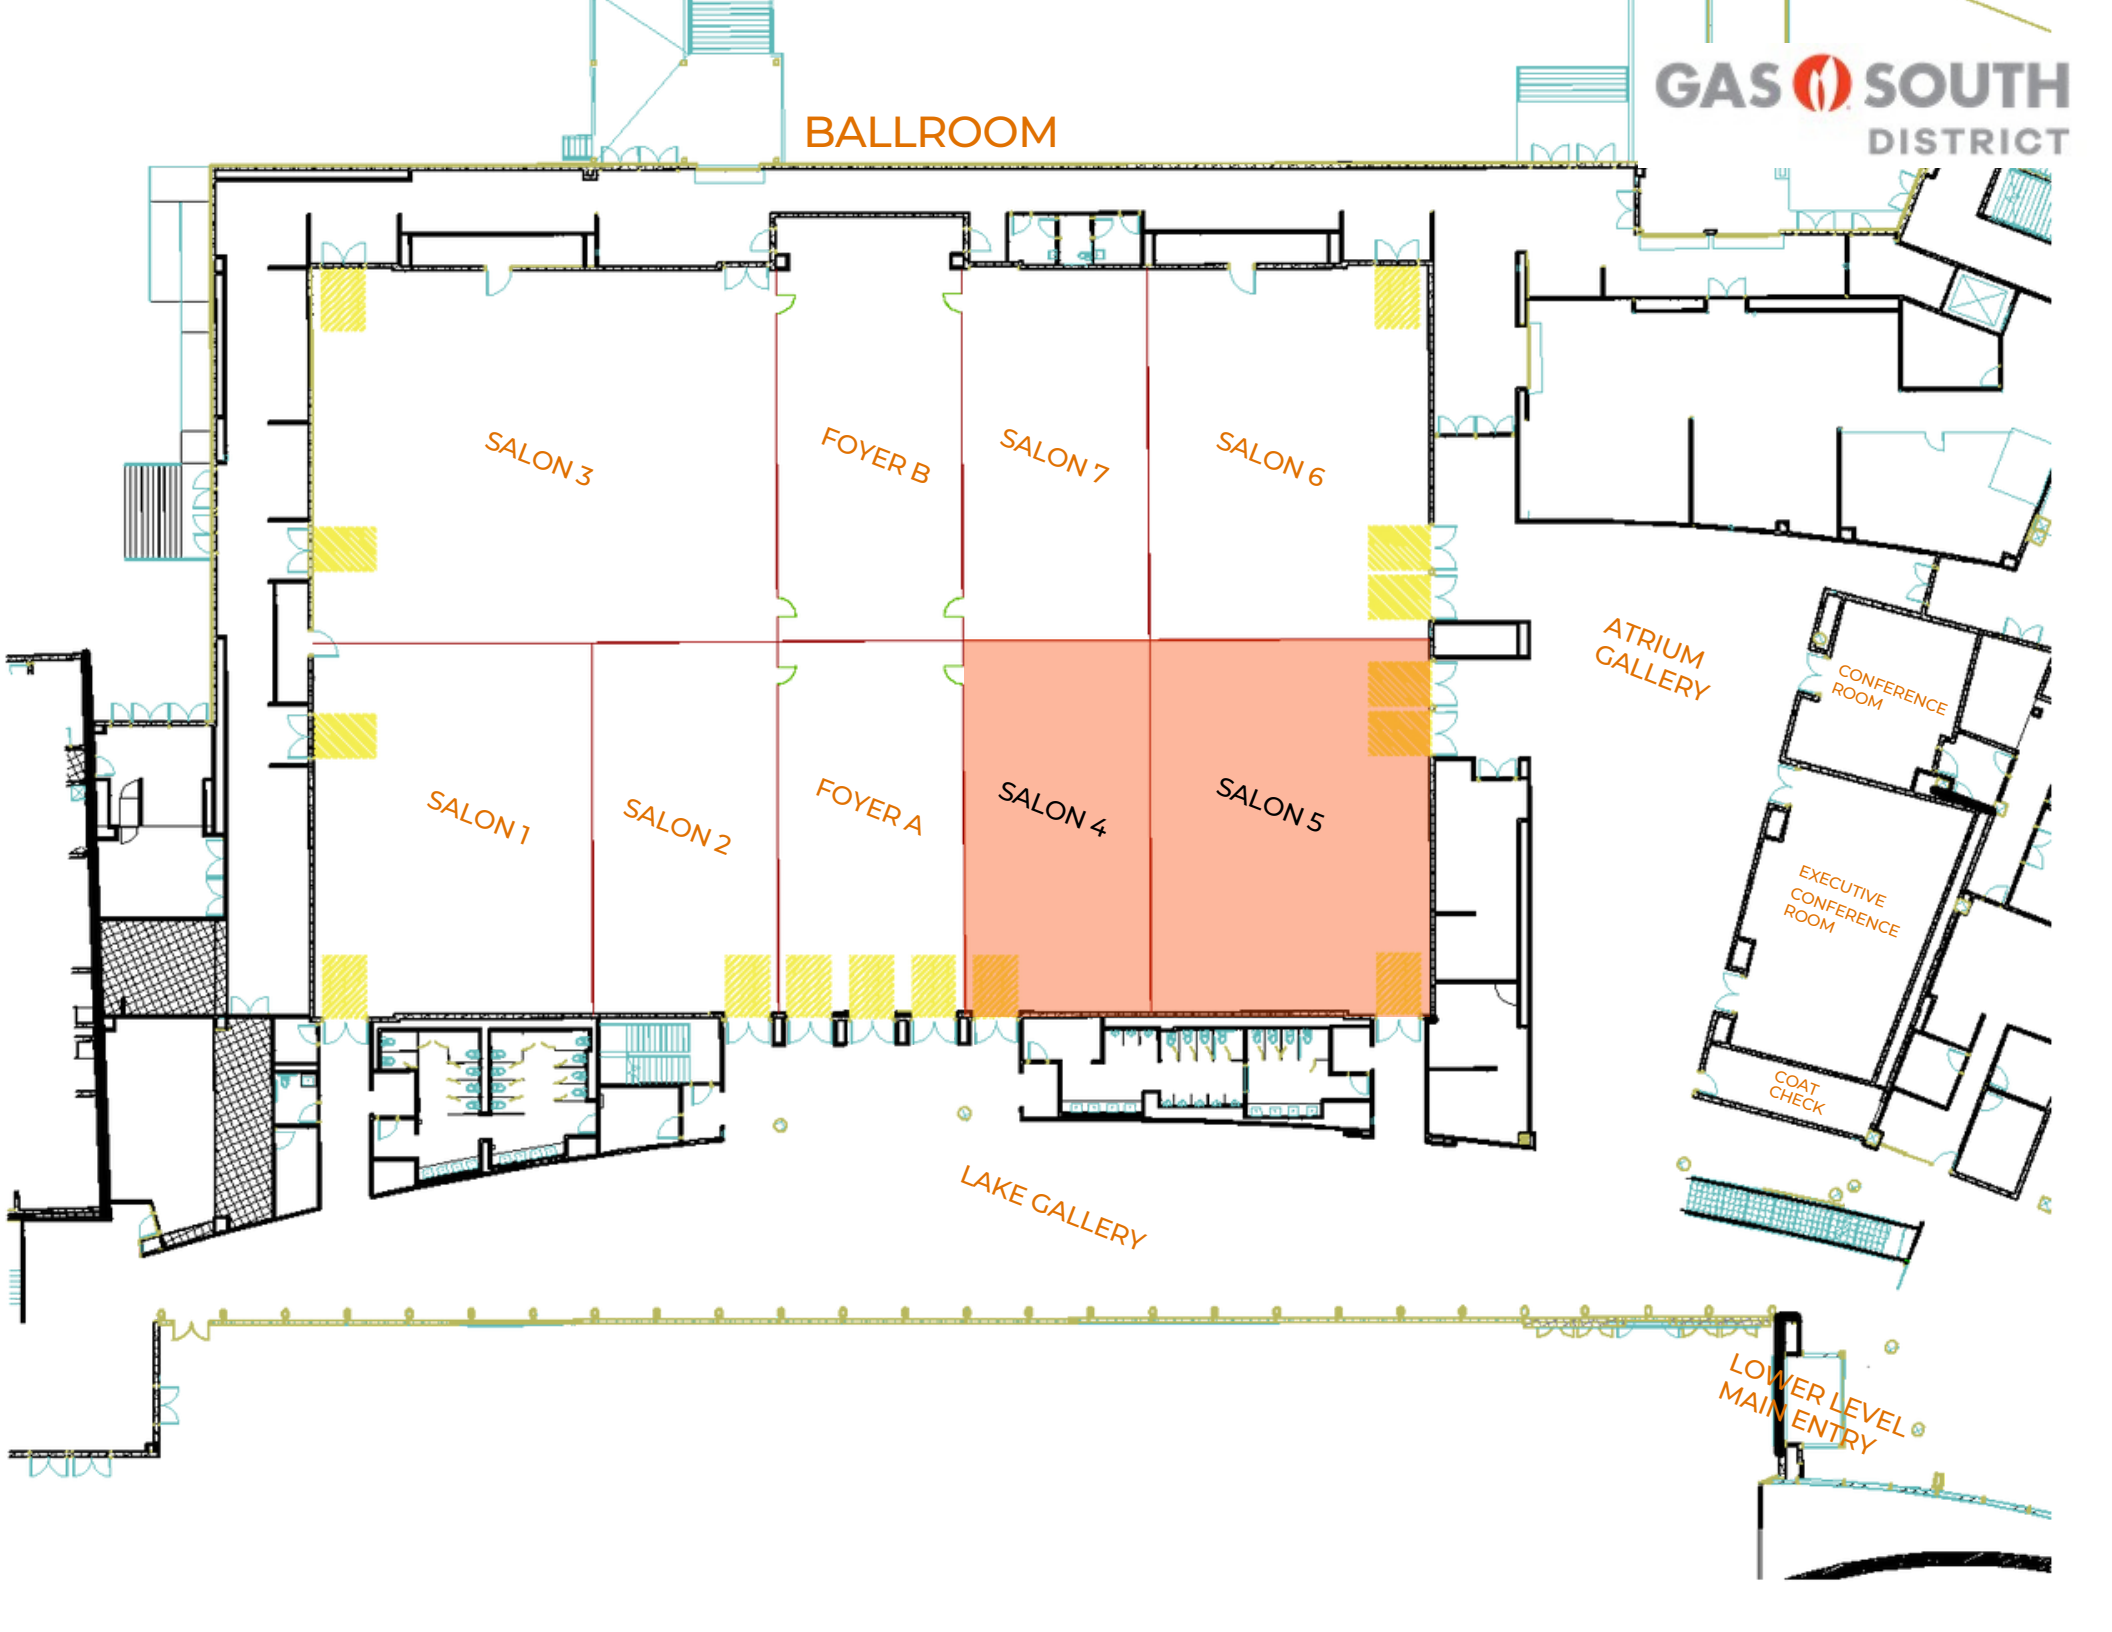 GAS SOUTH
DISTRICT
BALLROOM
SALON 3
FOYER B
SALON 7
SALON 6
ATRIUM
GALLERY
CONFERENCE
ROOM
SALON 1
SALON 2
FOYER A
SALON 4
SALON 5
EXECUTIVE
CONFERENCE
ROOM
COAT
CHECK
LAKE GALLERY
LOWER LEVEL
MAIN ENTRY